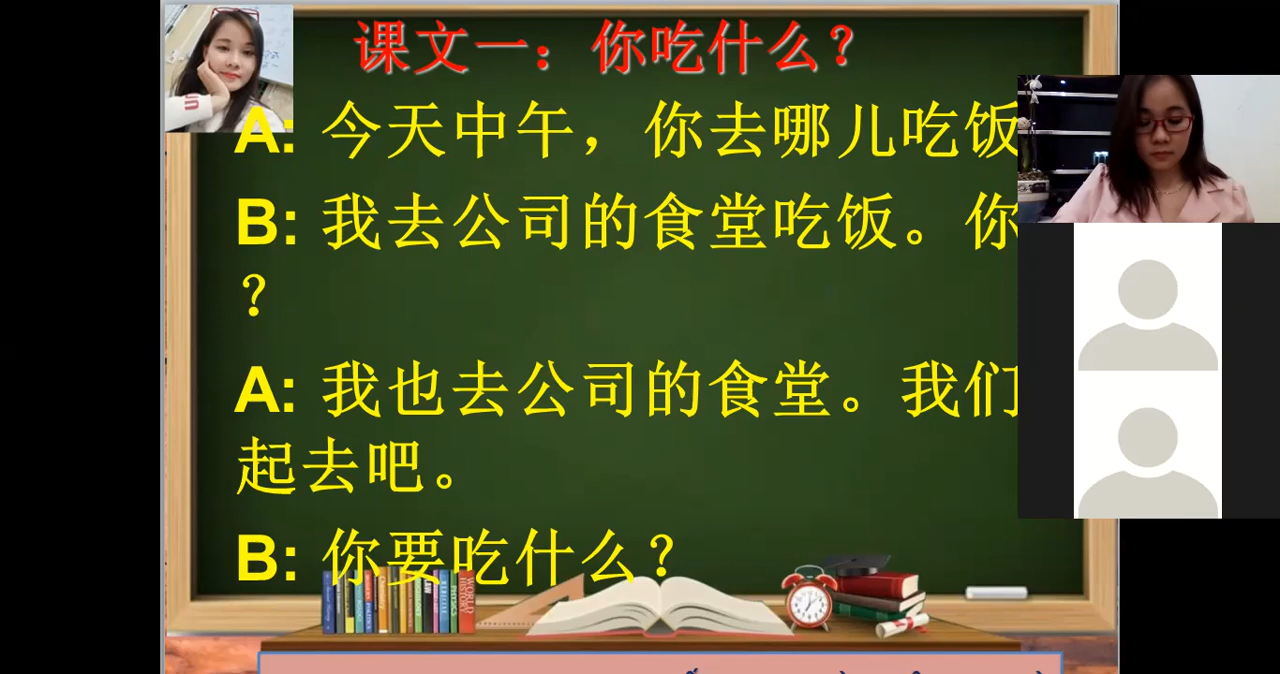 课文一：你吃什么？
A: 今天中午，你去哪儿吃饭
B: 我去公司的食堂吃饭。你
？
A: 我也去公司的食堂。我们
起去吧。
B: 你要吃什么？